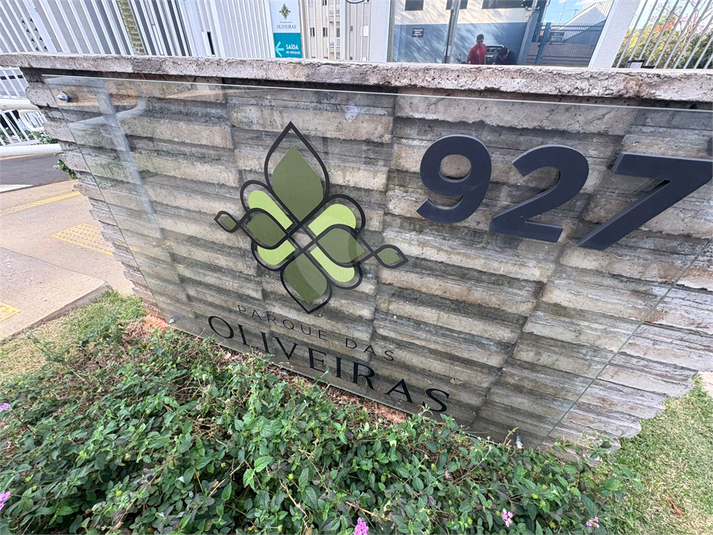 SAÍDA
927
PARQUE DAS
OLIVEIRAS